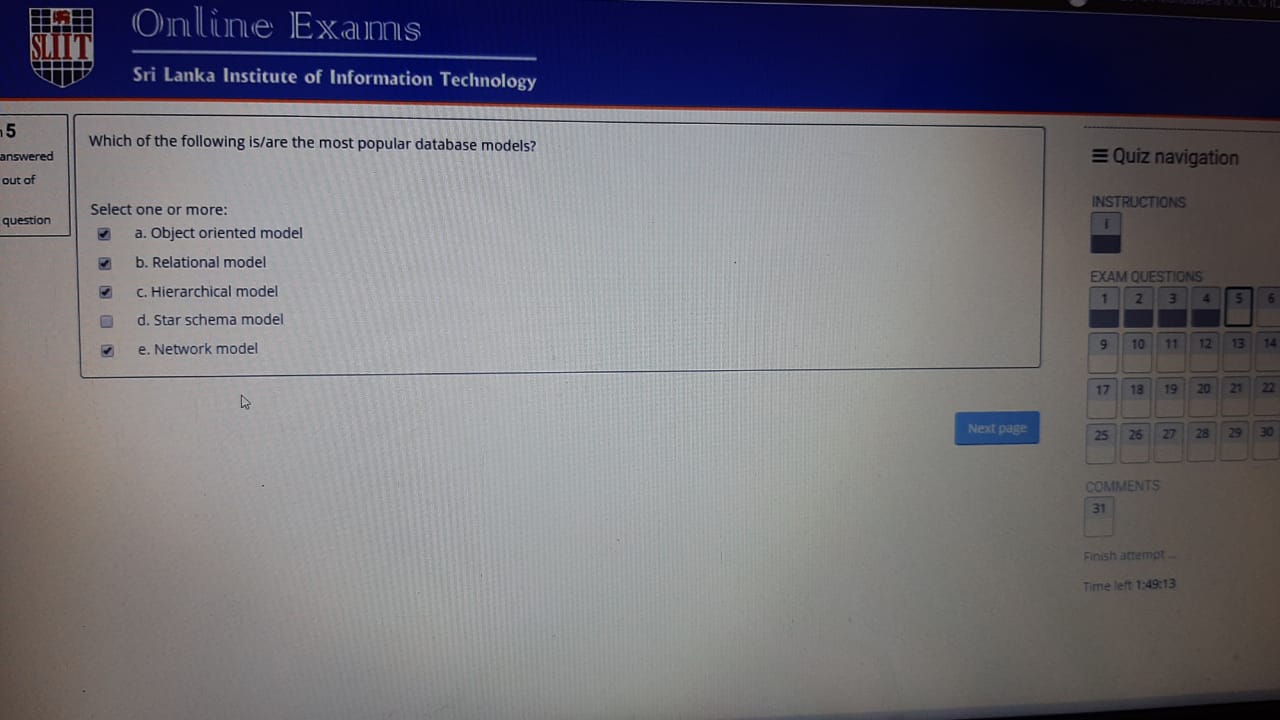 SLIIT
Online Exams
Sri Lanka Institute of Information Technology
5
answered
out of
question
Which of the following is/are the most popular database models?
Select one or more:
a. Object oriented model
b. Relational model
c. Hierarchical model
d. Star schema model
e. Network model
Next page
Quiz navigation
INSTRUCTIONS
i
EXAM QUESTIONS
1 2 3 4 5 6
9 10 11 12 13 14
17 18 19 20 21 22
25 26 27 28 29 30
COMMENTS
31
Finish attempt ...
Time left 1:49:13